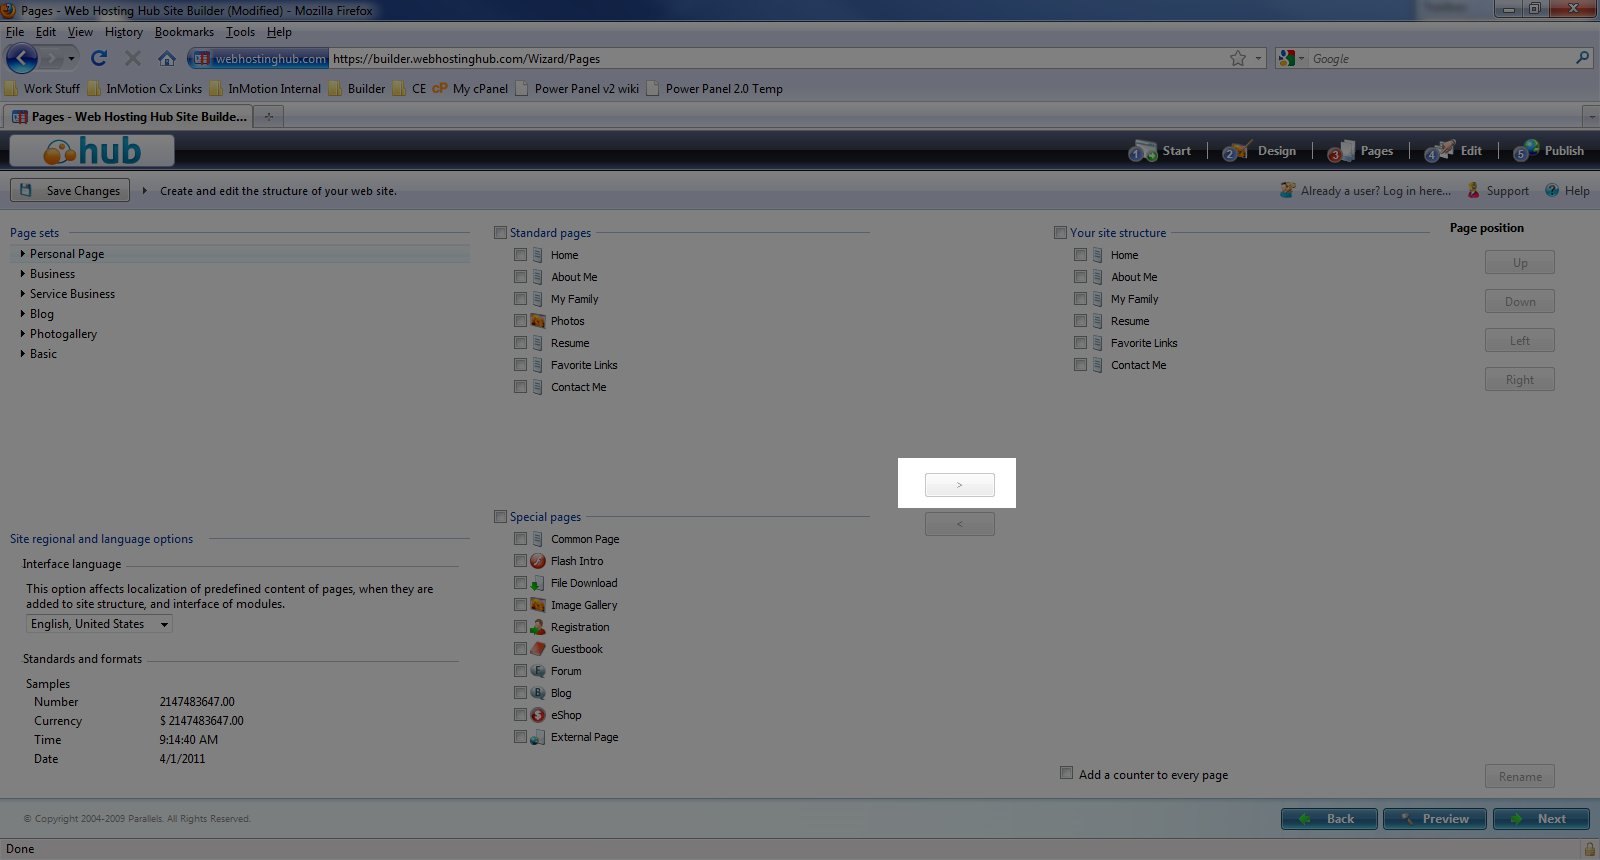 Pages - Web Hosting Hub Site Builder (Modified) - Mozilla Firefox
File Edit View History Bookmarks Tools Help
webhostinghub.com https://builder.webhostinghub.com/Wizard/Pages
Google
Work Stuff InMotion Cx Links InMotion Internal Builder CE cP My cPanel Power Panel v2 wiki Power Panel 2.0 Temp
Pages - Web Hosting Hub Site Builde...
hub
1 Start 2 Design 3 Pages 4 Edit 5 Publish
Save Changes Create and edit the structure of your web site.
Already a user? Log in here... Support Help
Page sets
Personal Page
Business
Service Business
Blog
Photogallery
Basic
Site regional and language options
Interface language
This option affects localization of predefined content of pages, when they are
added to site structure, and interface of modules.
English, United States
Standards and formats
Samples
Number 2147483647.00
Currency $ 2147483647.00
Time 9:14:40 AM
Date 4/1/2011
Standard pages
Home
About Me
My Family
Photos
Resume
Favorite Links
Contact Me
Special pages
Common Page
Flash Intro
File Download
Image Gallery
Registration
Guestbook
Forum
Blog
eShop
External Page
>
<
Your site structure
Home
About Me
My Family
Resume
Favorite Links
Contact Me
Add a counter to every page
Page position
Up
Down
Left
Right
Rename
© Copyright 2004-2009 Parallels. All Rights Reserved.
Back Preview Next
Done